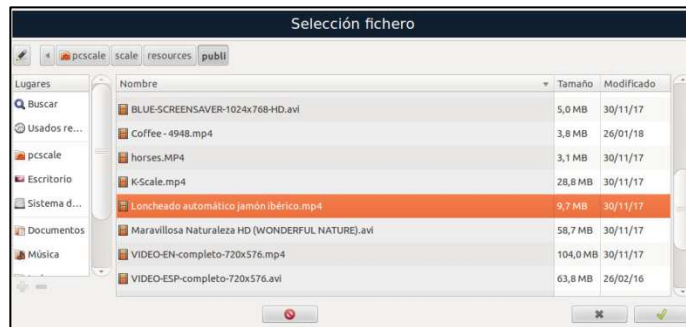 Selección fichero
pcscale scale resources publi
Lugares Nombre Tamaño Modificado
Buscar BLUE-SCREENSAVER-1024x768-HD.avi 5,0 MB 30/11/17
Usados re... Coffee - 4948.mp4 3,8 MB 26/01/18
pcscale horses.MP4 3,1 MB 30/11/17
Escritorio K-Scale.mp4 28,8 MB 30/11/17
Sistema d... Loncheado automático jamón ibérico.mp4 9,7 MB 30/11/17
Documentos Maravillosa Naturaleza HD (WONDERFUL NATURE).avi 58,7 MB 30/11/17
Música VIDEO-EN-completo-720x576.mp4 104,0 MB 30/11/17
VIDEO-ESP-completo-720x576.avi 63,8 MB 26/02/16